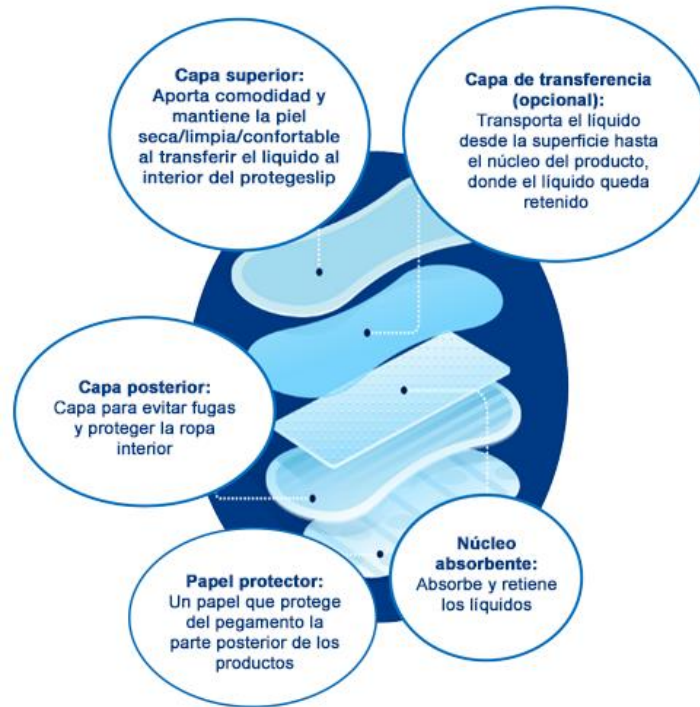 Capa superior:
Aporta comodidad y
mantiene la piel
seca/limpia/confortable
al transferir el liquido al
interior del protegeslip
Capa de transferencia
(opcional):
Transporta el líquido
desde la superficie hasta
el núcleo del producto,
donde el líquido queda
retenido
Capa posterior:
Capa para evitar fugas
y proteger la ropa
interior
Núcleo
absorbente:
Absorbe y retiene
los líquidos
Papel protector:
Un papel que protege
del pegamento la
parte posterior de los
productos